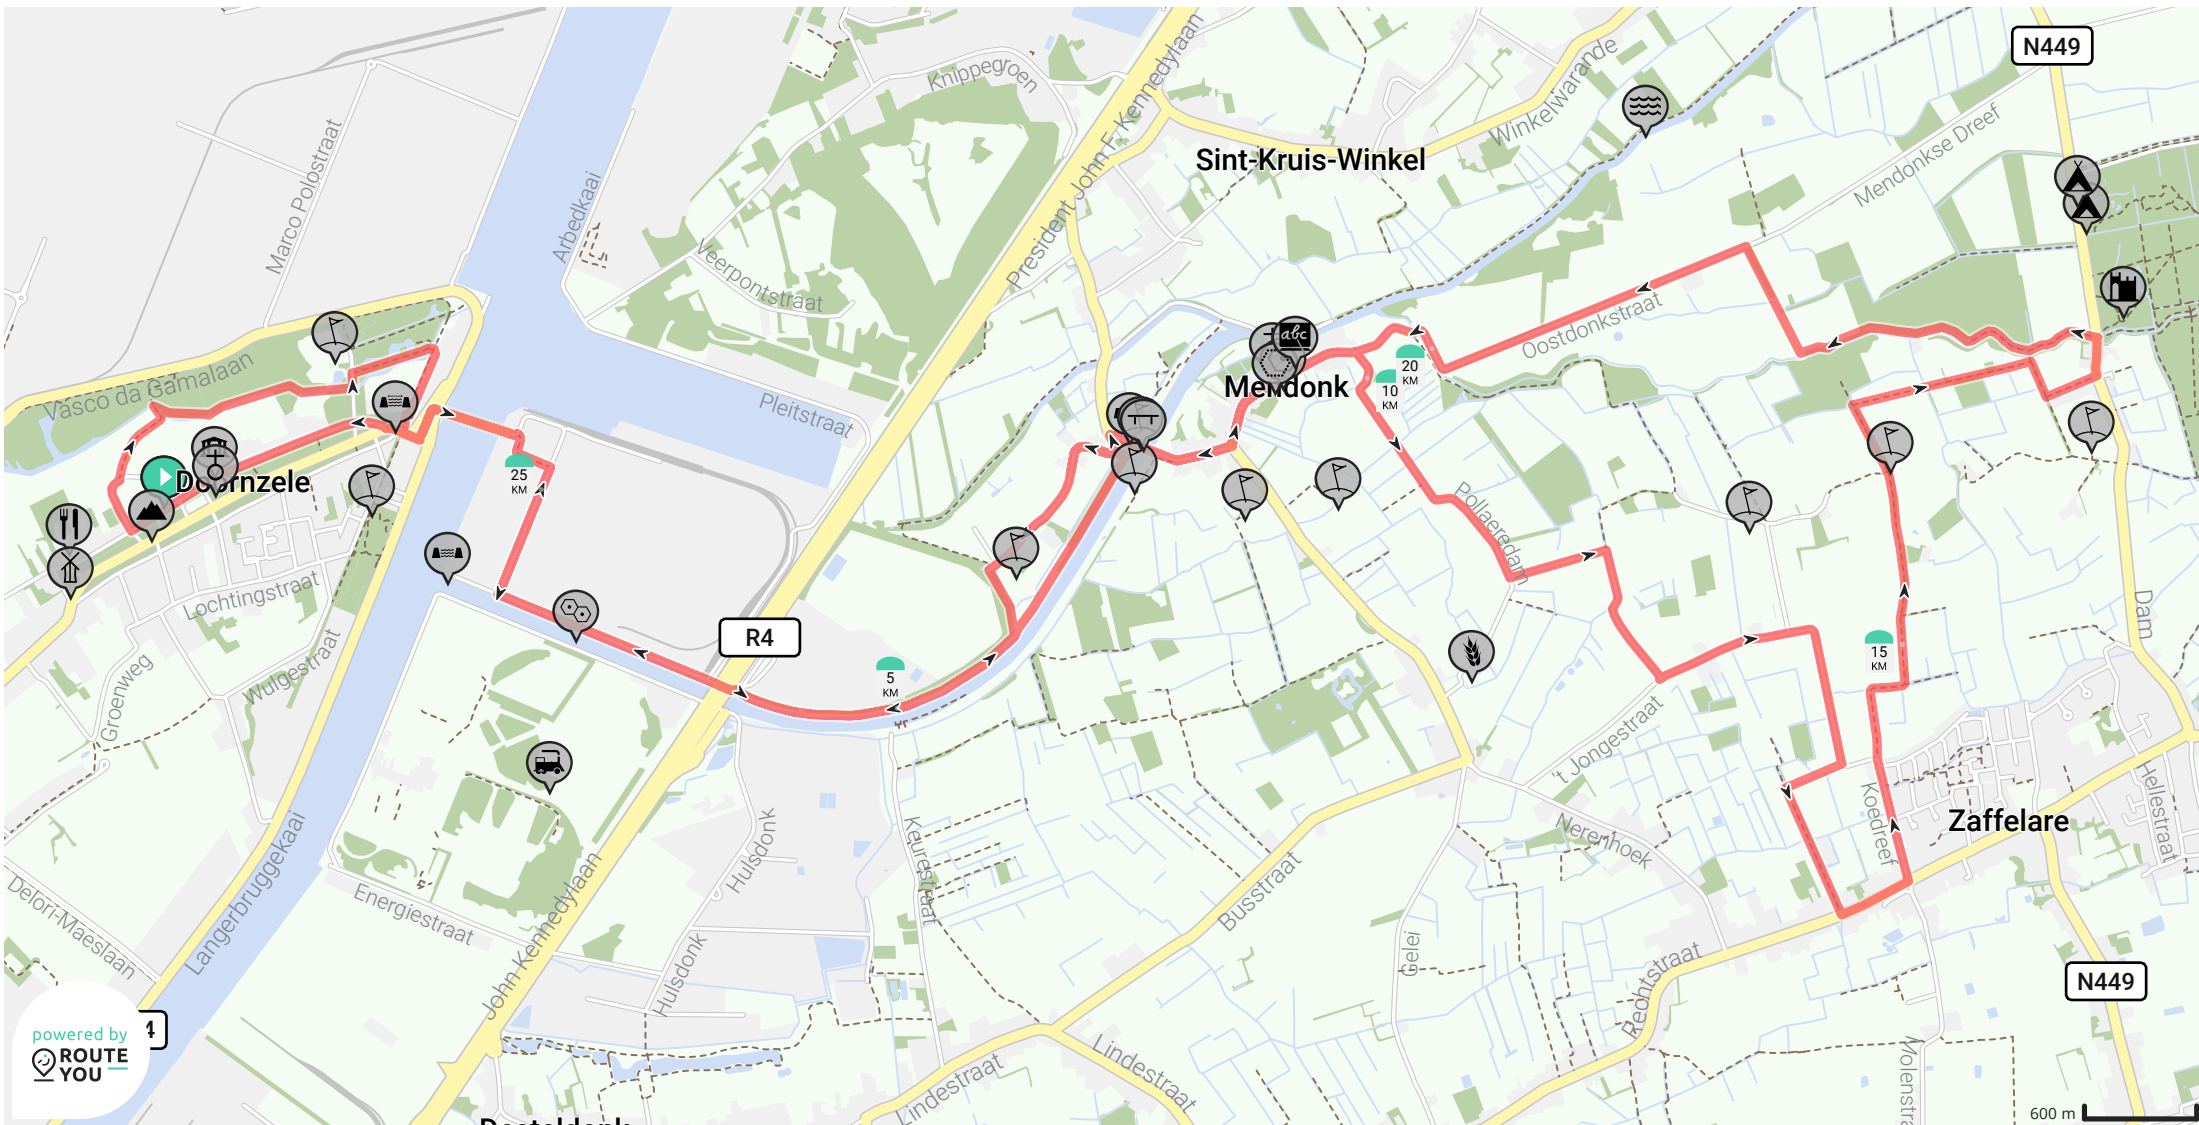 N449
Knippegroen
President John F. Kennedylaan
Winkelwarande
Sint-Kruis-Winkel
Marco Polostraat
Arbedkaai
Mendonkse Dreef
Veerpontstraat
Vasco da Gamalaan
Pleitstraat
Oostdonkstraat
abc
Mendonk
20
KM
10
KM
Doornzele
25
KM
Pollaeredam
Lochtingstraat
Dam
R4
15
KM
5
KM
Groenweg
Wulgestraat
't Jongestraat
Hellestraat
Koedreef
Zaffelare
Nerenhoek
Hulsdonk
Keurestraat
Langerbruggekaai
Delori-Maeslaan
Energiestraat
John Kennedylaan
Busstraat
Gelei
Hulsdonk
Rechtstraat
N449
4
powered by
ROUTE
YOU
Lindestraat
Lindestraat
600 m